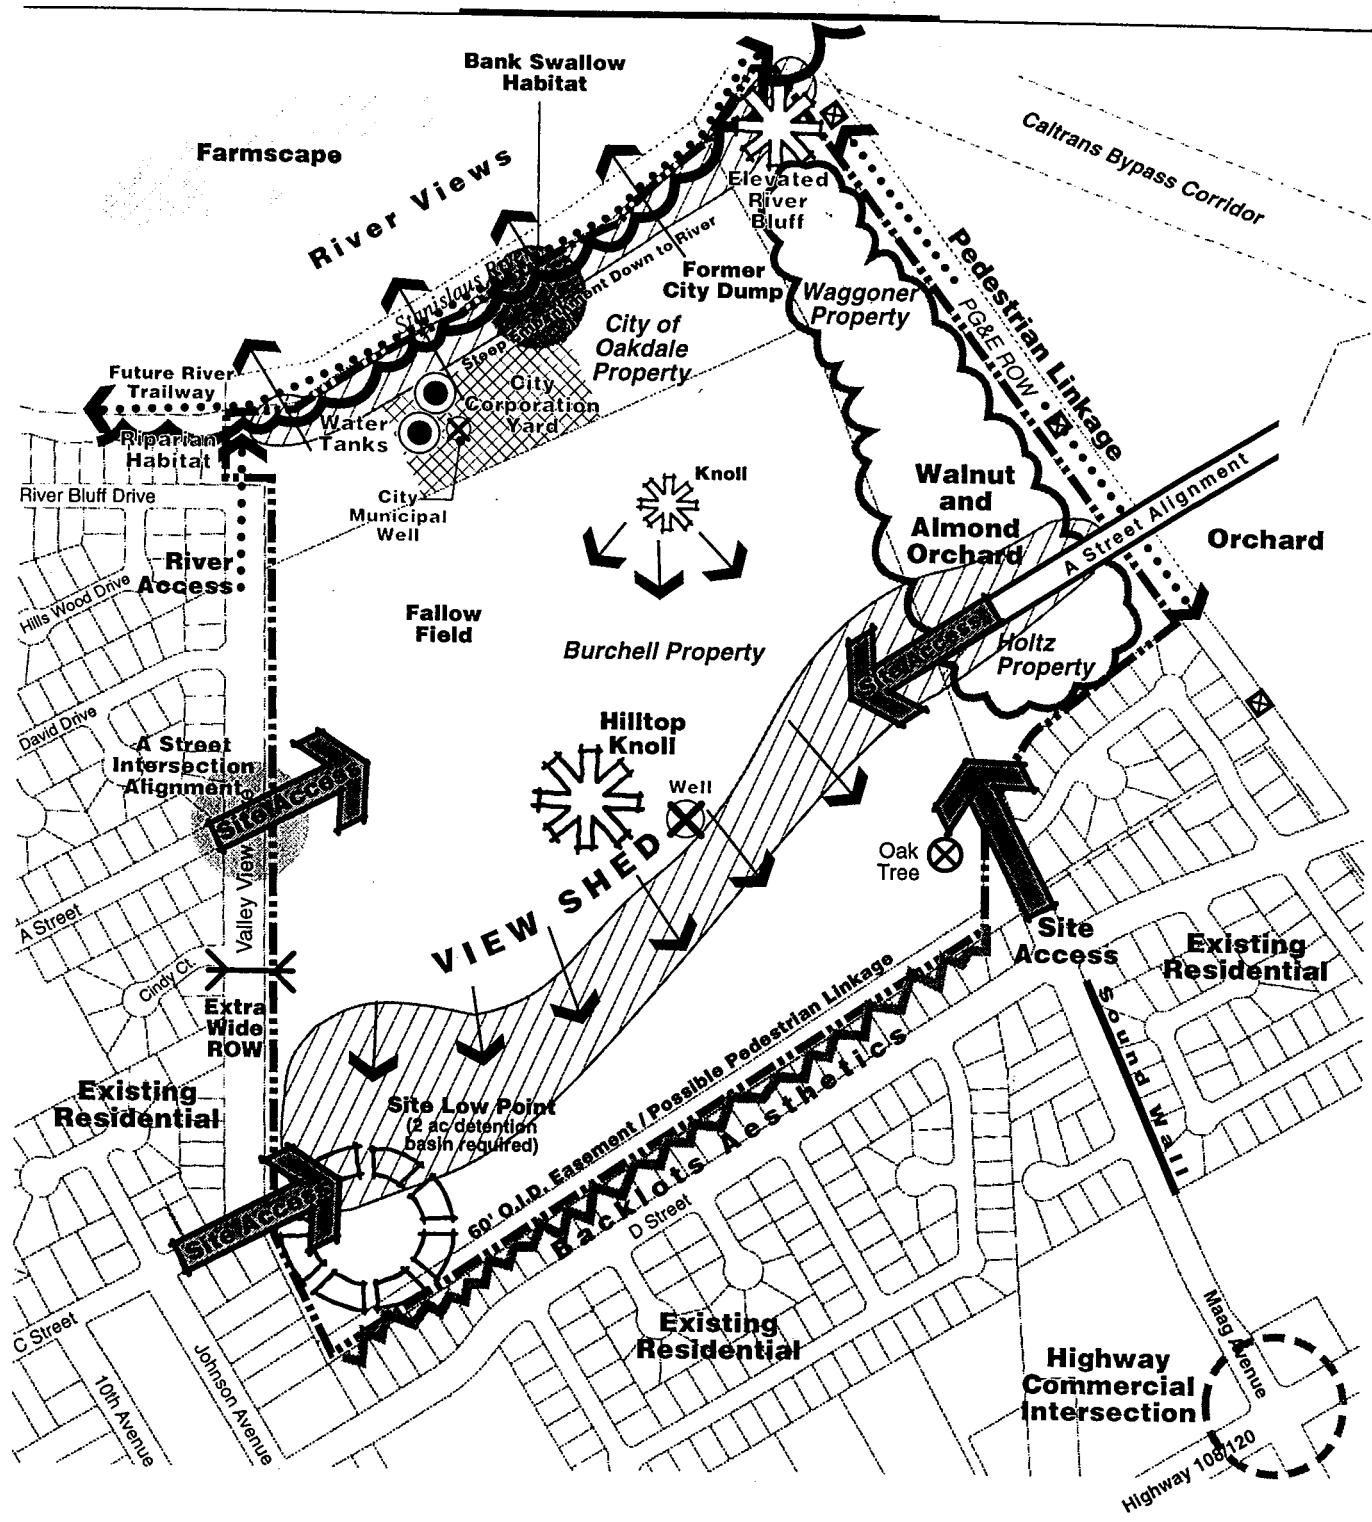 Bank Swallow
Habitat
Farmscape
River Views
Caltrans Bypass Corridor
Elevated
River
Bluff
Stanislaus River
Steep Embankment Down to River
Former
City Dump
Waggoner
Property
Pedestrian Linkage
PG&E ROW
City of
Oakdale
Property
Future River
Trailway
City
Corporation
Yard
Water
Tanks
Riparian
Habitat
River Bluff Drive
City
Municipal
Well
Knoll
Walnut
and
Almond
Orchard
A Street Alignment
Orchard
River
Access
Hills Wood Drive
Fallow
Field
Burchell Property
Site Access
Holtz
Property
David Drive
A Street
Intersection
Alignment
Site Access
Hilltop
Knoll
Well
VIEW SHED
Oak
Tree
A Street
Valley View
Cindy Ct.
Site
Access
Existing
Residential
Extra
Wide
ROW
Sound Wall
Existing
Residential
Site Low Point
(2 ac detention
basin required)
60' O.I.D. Easement / Possible Pedestrian Linkage
Backlots Aesthetics
Site Access
D Street
C Street
10th Avenue
Johnson Avenue
Existing
Residential
Maag Avenue
Highway
Commercial
Intersection
Highway 108/120